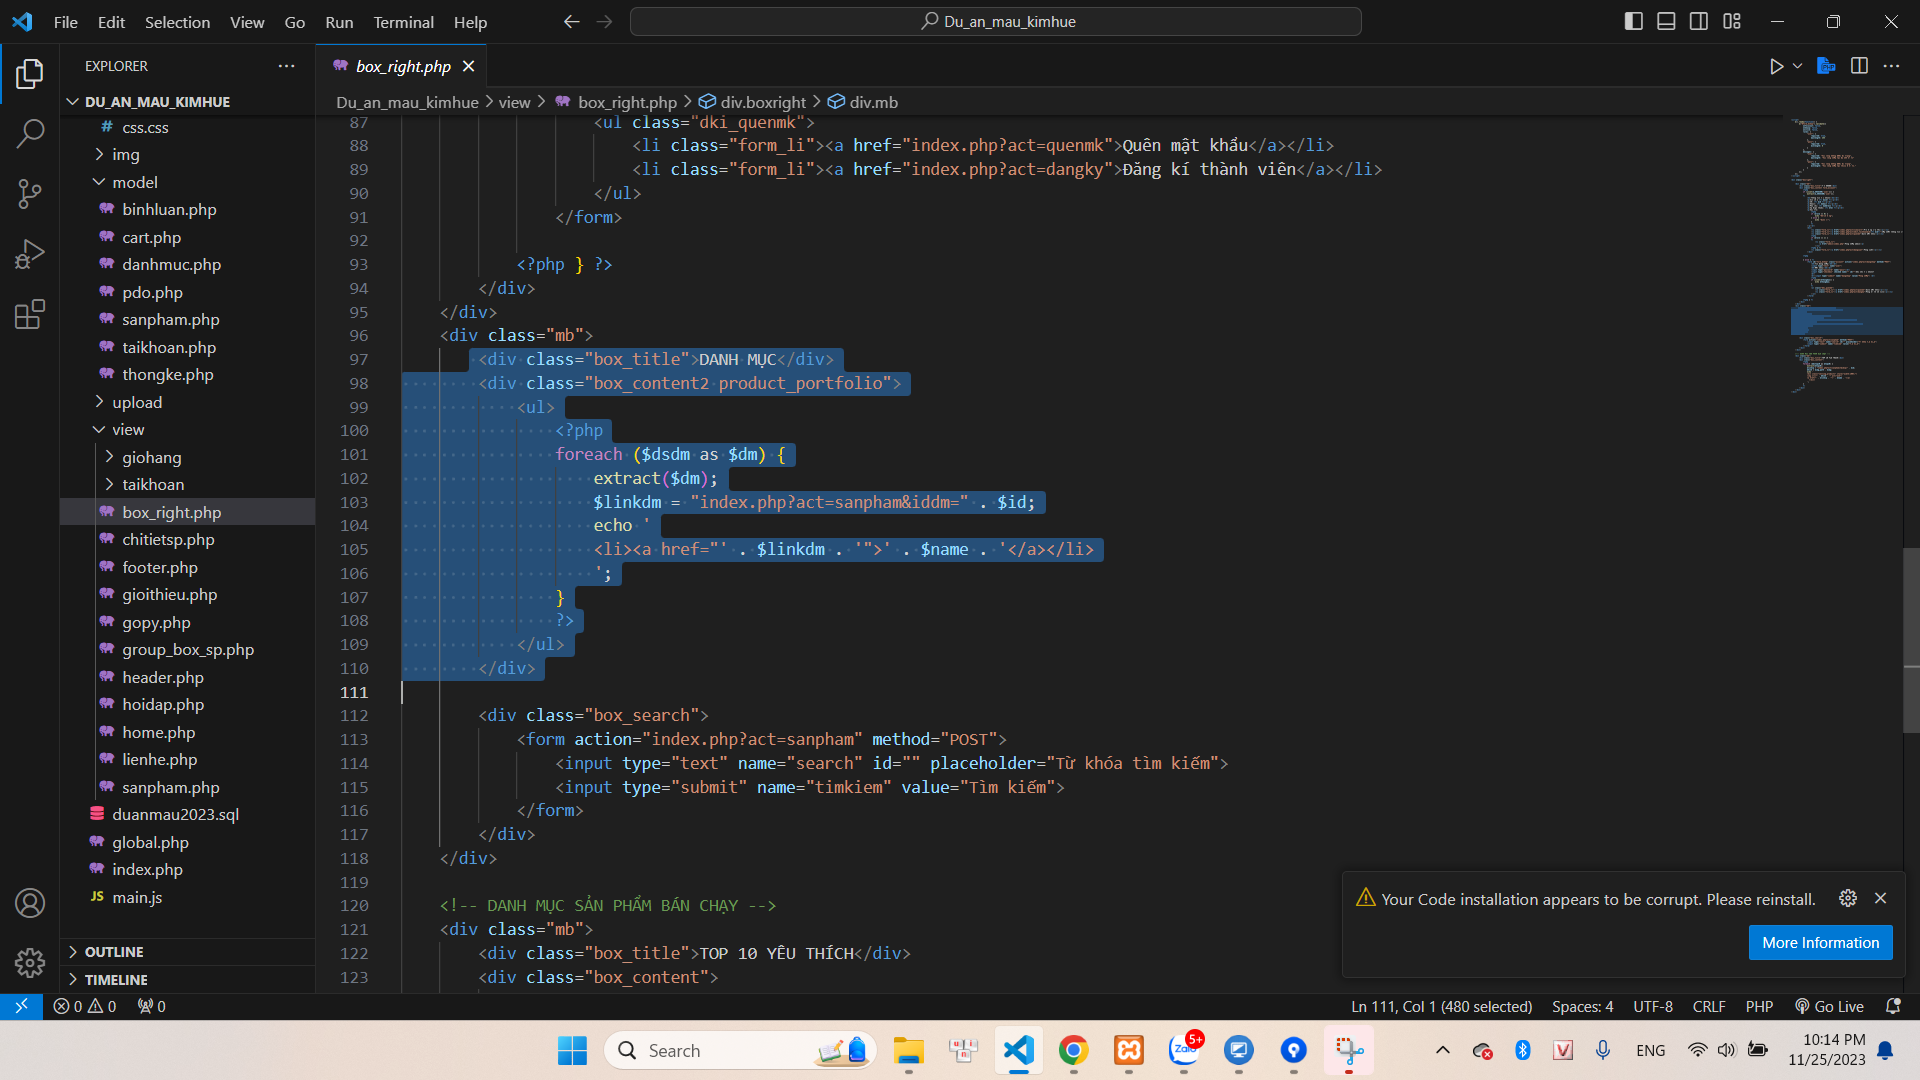 File Edit Selection View Go Run Terminal Help
Du_an_mau_kimhue
EXPLORER
DU_AN_MAU_KIMHUE
# css.css
img
model
binhluan.php
cart.php
danhmuc.php
pdo.php
sanpham.php
taikhoan.php
thongke.php
upload
view
giohang
taikhoan
box_right.php
chitietsp.php
footer.php
gioithieu.php
gopy.php
group_box_sp.php
header.php
hoidap.php
home.php
lienhe.php
sanpham.php
duanmau2023.sql
global.php
index.php
JS main.js
OUTLINE
TIMELINE
box_right.php
Du_an_mau_kimhue > view > box_right.php > div.boxright > div.mb
87 <ul class="dki_quenmk">
88 <li class="form_li"><a href="index.php?act=quenmk">Quên mật khẩu</a></li>
89 <li class="form_li"><a href="index.php?act=dangky">Đăng kí thành viên</a></li>
90 </ul>
91 </form>
92
93 <?php } ?>
94 </div>
95 </div>
96 <div class="mb">
97 <div class="box_title">DANH MỤC</div>
98 <div class="box_content2 product_portfolio">
99 <ul>
100 <?php
101 foreach ($dsdm as $dm) {
102 extract($dm);
103 $linkdm = "index.php?act=sanpham&iddm=" . $id;
104 echo '
105 <li><a href="' . $linkdm . '">' . $name . '</a></li>
106 ';
107 }
108 ?>
109 </ul>
110 </div>
111
112 <div class="box_search">
113 <form action="index.php?act=sanpham" method="POST">
114 <input type="text" name="search" id="" placeholder="Từ khóa tìm kiếm">
115 <input type="submit" name="timkiem" value="Tìm kiếm">
116 </form>
117 </div>
118 </div>
119
120 <!-- DANH MỤC SẢN PHẨM BÁN CHẠY -->
121 <div class="mb">
122 <div class="box_title">TOP 10 YÊU THÍCH</div>
123 <div class="box_content">
Your Code installation appears to be corrupt. Please reinstall.
More Information
0 0 0
Ln 111, Col 1 (480 selected) Spaces: 4 UTF-8 CRLF PHP Go Live
Search
Zalo
5+
V
ENG
10:14 PM
11/25/2023